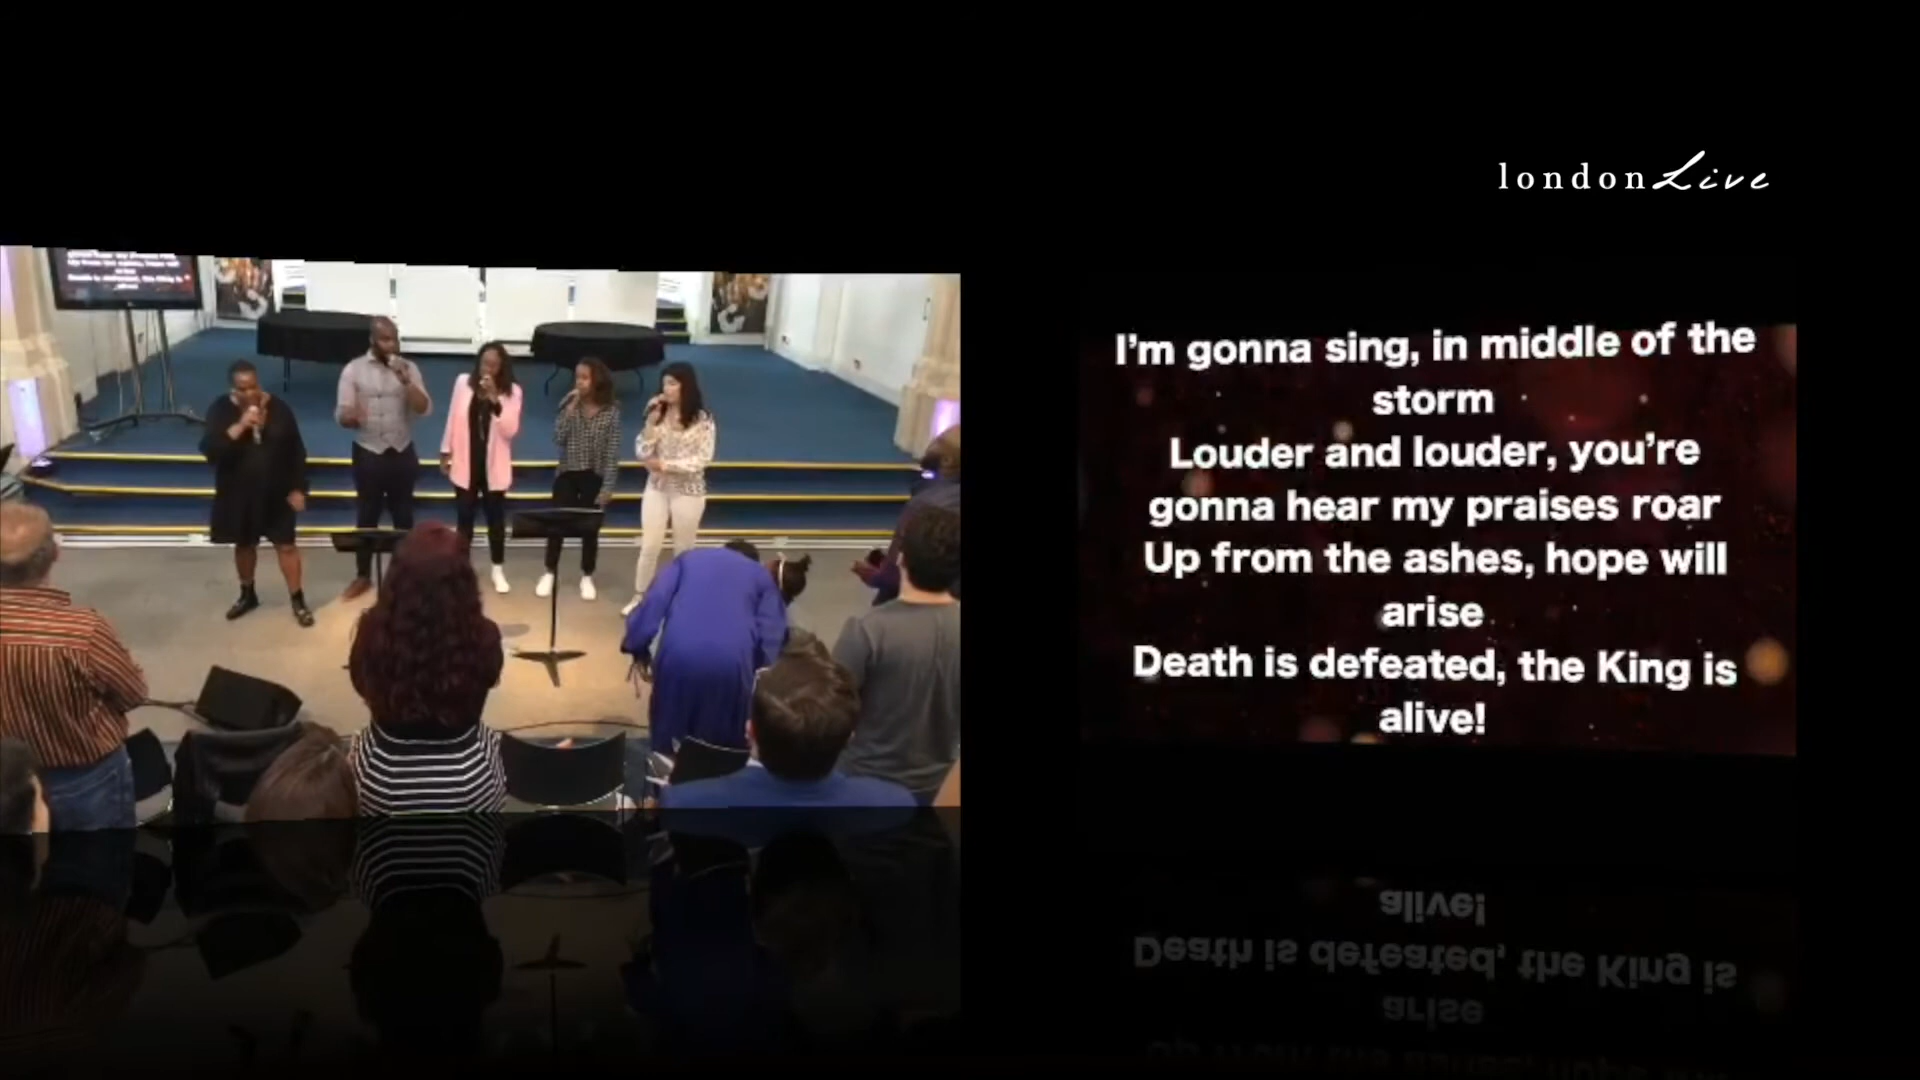 londonLive
I'm gonna sing, in middle of the
storm
Louder and louder, you're
gonna hear my praises roar
Up from the ashes, hope will
arise
Death is defeated, the King is
alive!